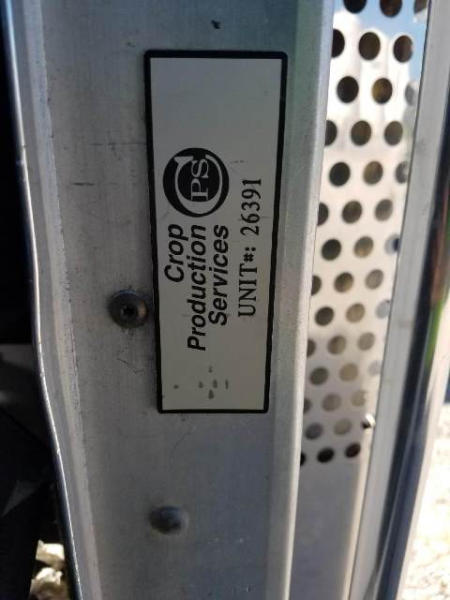 CPS
Crop
Production
Services
UNIT#: 26391